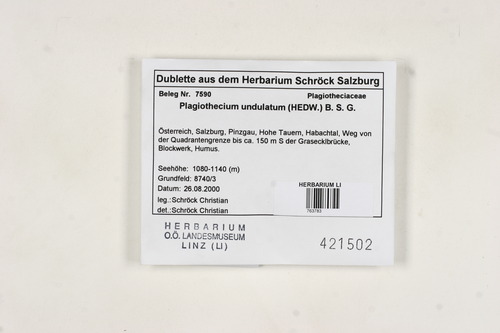 Dublette aus dem Herbarium Schröck Salzburg
Beleg Nr. 7590 Plagiotheciaceae
Plagiothecium undulatum (HEDW.) B. S. G.
Österreich, Salzburg, Pinzgau, Hohe Tauern, Habachtal, Weg von
der Quadrantengrenze bis ca. 150 m S der Grasecklbrücke,
Blockwerk, Humus.
Seehöhe: 1080-1140 (m)
Grundfeld: 8740/3
Datum: 26.08.2000
leg.:Schröck Christian
det.:Schröck Christian
HERBARIUM LI
763763
HERBARIUM
O.Ö. LANDESMUSEUM
LINZ (LI)
421502